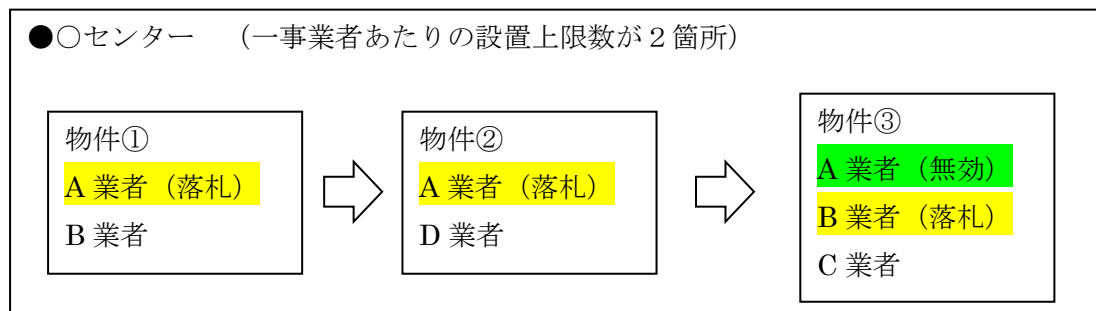 ●○センター　（一事業者あたりの設置上限数が２箇所）
物件①
A 業者（落札）
B 業者
物件②
A 業者（落札）
D 業者
物件③
A 業者（無効）
B 業者（落札）
C 業者